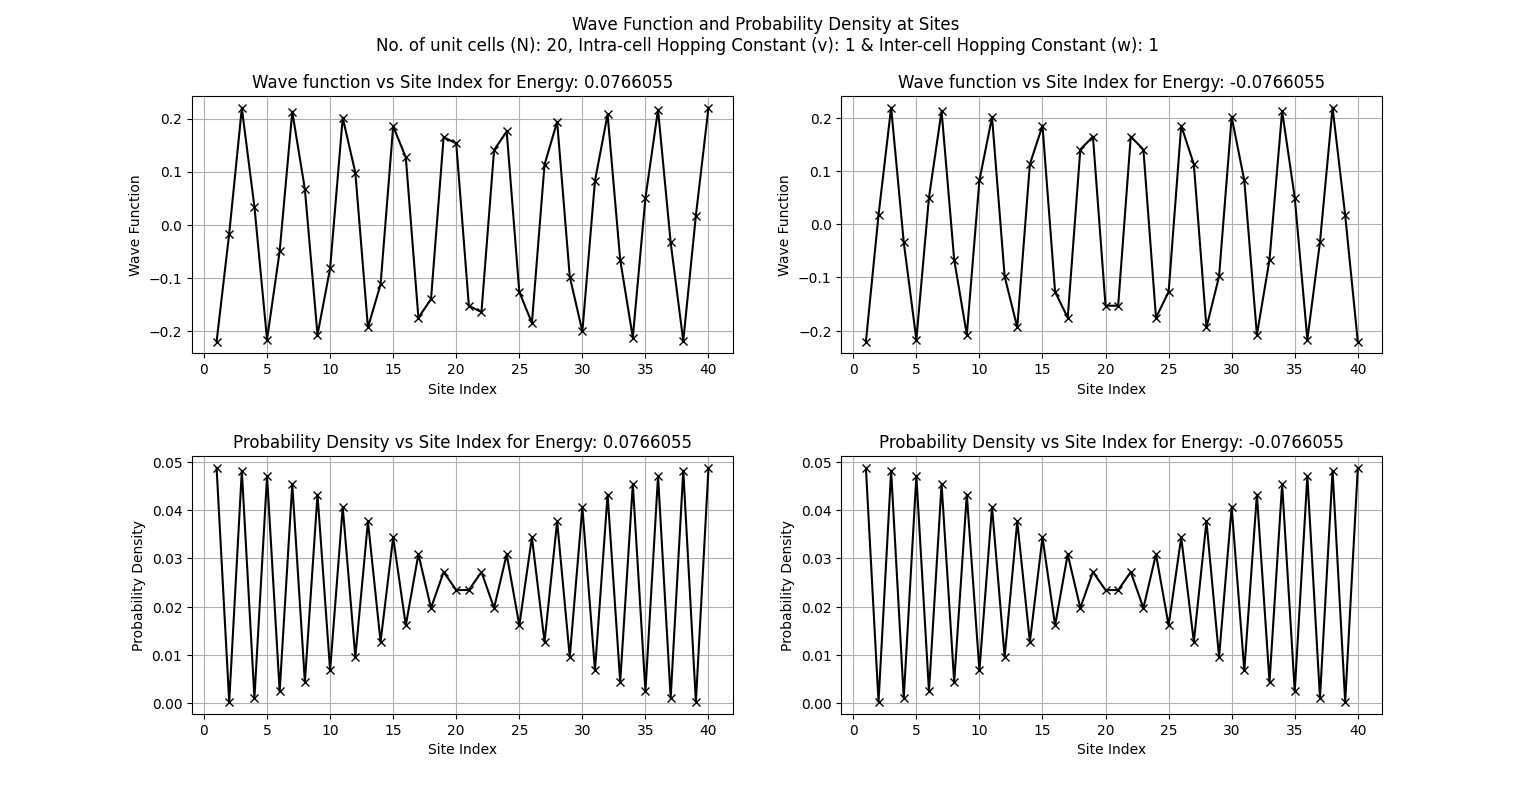 Wave Function and Probability Density at Sites
No. of unit cells (N): 20, Intra-cell Hopping Constant (v): 1 & Inter-cell Hopping Constant (w): 1
Wave function vs Site Index for Energy: 0.0766055
Wave Function
0.2
0.1
0.0
−0.1
−0.2
0 5 10 15 20 25 30 35 40
Site Index
Wave function vs Site Index for Energy: -0.0766055
Wave Function
0.2
0.1
0.0
−0.1
−0.2
0 5 10 15 20 25 30 35 40
Site Index
Probability Density vs Site Index for Energy: 0.0766055
Probability Density
0.05
0.04
0.03
0.02
0.01
0.00
0 5 10 15 20 25 30 35 40
Site Index
Probability Density vs Site Index for Energy: -0.0766055
Probability Density
0.05
0.04
0.03
0.02
0.01
0.00
0 5 10 15 20 25 30 35 40
Site Index